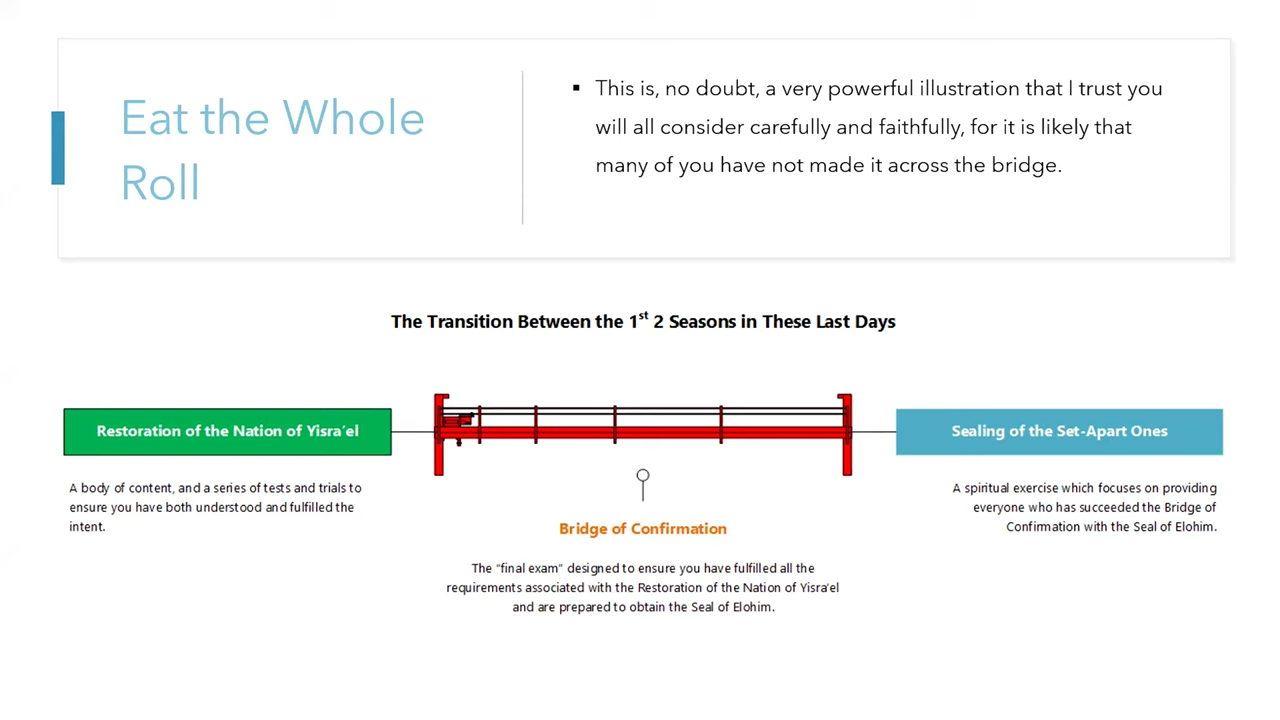 Eat the Whole
Roll
▪ This is, no doubt, a very powerful illustration that I trust you
will all consider carefully and faithfully, for it is likely that
many of you have not made it across the bridge.
The Transition Between the 1st 2 Seasons in These Last Days
Restoration of the Nation of Yisra'el
A body of content, and a series of tests and trials to
ensure you have both understood and fulfilled the
intent.
Bridge of Confirmation
The “final exam” designed to ensure you have fulfilled all the
requirements associated with the Restoration of the Nation of Yisra'el
and are prepared to obtain the Seal of Elohim.
Sealing of the Set-Apart Ones
A spiritual exercise which focuses on providing
everyone who has succeeded the Bridge of
Confirmation with the Seal of Elohim.